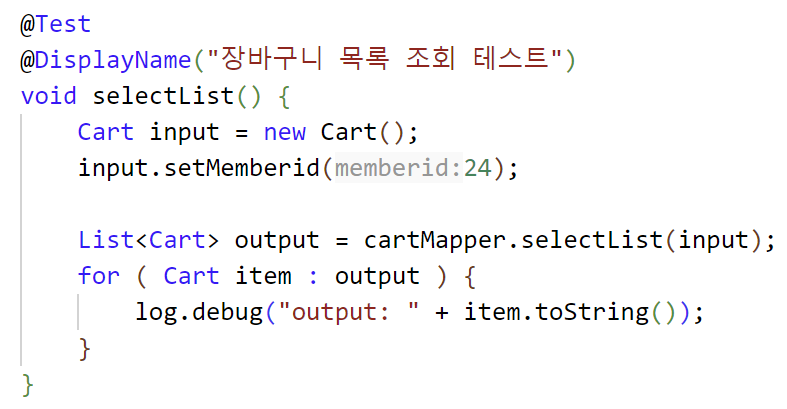 @Test
@DisplayName("장바구니 목록 조회 테스트")
void selectList() {
    Cart input = new Cart();
    input.setMemberid(memberid:24);

    List<Cart> output = cartMapper.selectList(input);
    for ( Cart item : output ) {
        log.debug("output: " + item.toString());
    }
}